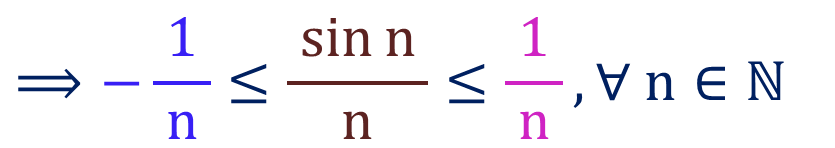 ⟹ − 1/n ≤ sin n/n ≤ 1/n , ∀ n ∈ ℕ